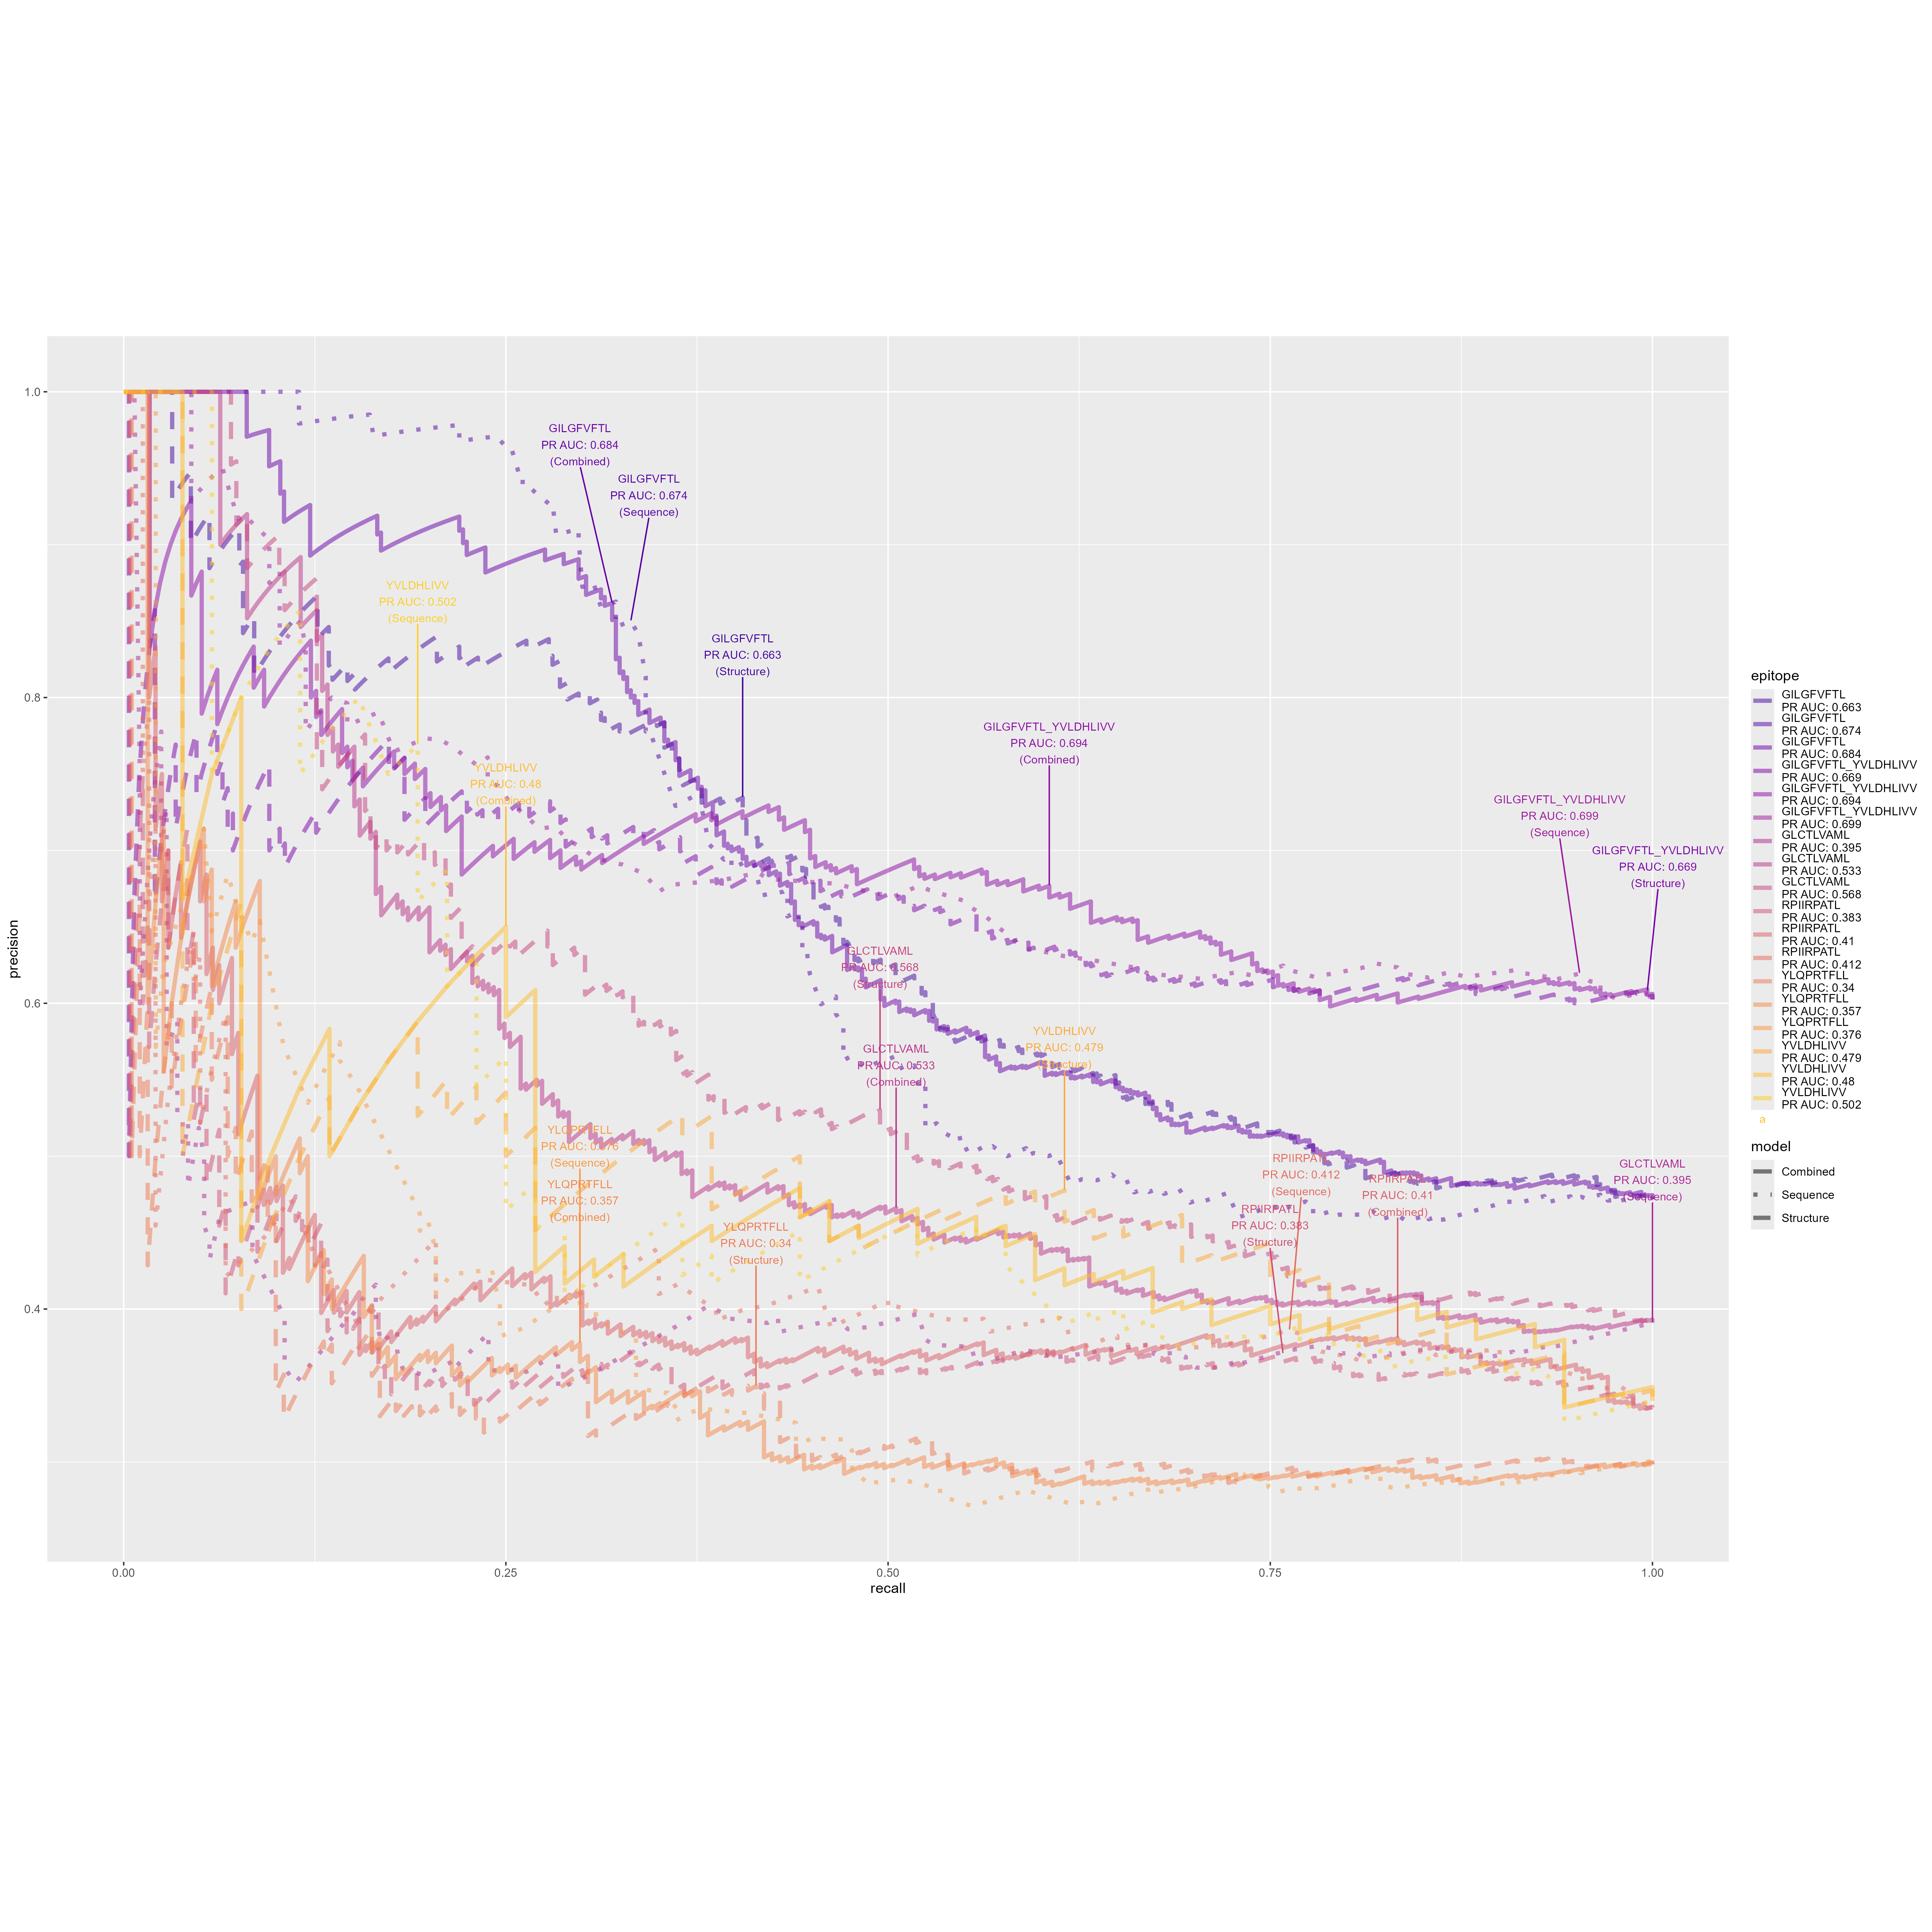 precision
1.0
0.8
0.6
0.4
GILGFVFTL
PR AUC: 0.684
(Combined)
GILGFVFTL
PR AUC: 0.674
(Sequence)
YVLDHLIVV
PR AUC: 0.502
(Sequence)
GILGFVFTL
PR AUC: 0.663
(Structure)
GILGFVFTL_YVLDHLIVV
PR AUC: 0.694
(Combined)
YVLDHLIVV
PR AUC: 0.48
(Combined)
GILGFVFTL_YVLDHLIVV
PR AUC: 0.699
(Sequence)
GILGFVFTL_YVLDHLIVV
PR AUC: 0.669
(Structure)
GLCTLVAML
PR AUC: 0.568
(Structure)
YVLDHLIVV
PR AUC: 0.479
(Structure)
GLCTLVAML
PR AUC: 0.533
(Combined)
YLQPRTFLL
PR AUC: 0.376
(Sequence)
YLQPRTFLL
PR AUC: 0.357
(Combined)
YLQPRTFLL
PR AUC: 0.34
(Structure)
RPIIRPATL
PR AUC: 0.412
(Sequence)
RPIIRPATL
PR AUC: 0.41
(Combined)
RPIIRPATL
PR AUC: 0.383
(Structure)
GLCTLVAML
PR AUC: 0.395
(Sequence)
0.00
0.25
0.50
0.75
1.00
recall
epitope
GILGFVFTL
PR AUC: 0.663
GILGFVFTL
PR AUC: 0.674
GILGFVFTL
PR AUC: 0.684
GILGFVFTL_YVLDHLIVV
PR AUC: 0.669
GILGFVFTL_YVLDHLIVV
PR AUC: 0.694
GILGFVFTL_YVLDHLIVV
PR AUC: 0.699
GLCTLVAML
PR AUC: 0.395
GLCTLVAML
PR AUC: 0.533
GLCTLVAML
PR AUC: 0.568
RPIIRPATL
PR AUC: 0.383
RPIIRPATL
PR AUC: 0.41
RPIIRPATL
PR AUC: 0.412
YLQPRTFLL
PR AUC: 0.34
YLQPRTFLL
PR AUC: 0.357
YLQPRTFLL
PR AUC: 0.376
YVLDHLIVV
PR AUC: 0.479
YVLDHLIVV
PR AUC: 0.48
YVLDHLIVV
PR AUC: 0.502
a
model
Combined
Sequence
Structure